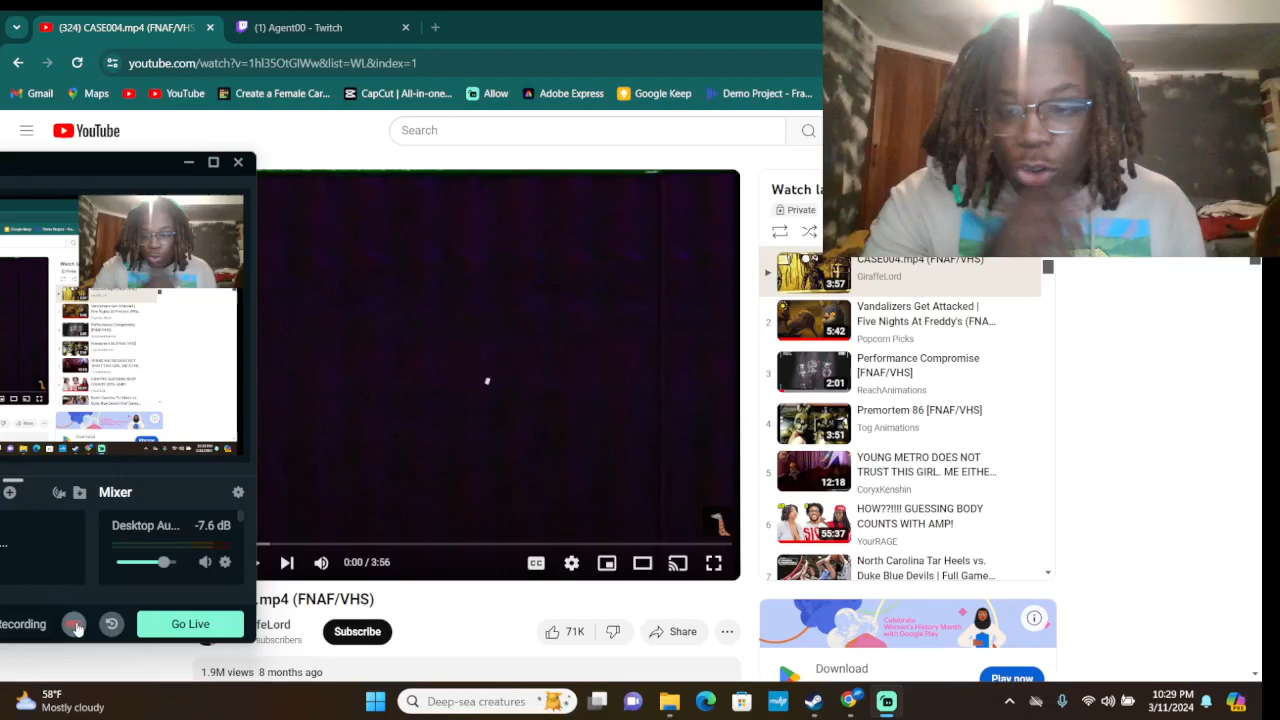 (324) CASE004.mp4 (FNAF/VHS
(1) Agent00 - Twitch
youtube.com/watch?v=1hl35OtGlWw&list=WL&index=1
Gmail
Maps
YouTube
Create a Female Car...
CapCut | All-in-one...
Allow
Adobe Express
Google Keep
Demo Project - Fra...
YouTube
Search
Watch la
Private
CASE004.mp4 (FNAF/VHS)
GiraffeLord
3:57
2
Vandalizers Get Attacked |
Five Nights At Freddy's (FNA...
Popcorn Picks
5:42
3
Performance Compromise
[FNAF/VHS]
ReachAnimations
2:01
4
Premortem 86 [FNAF/VHS]
Tog Animations
3:51
5
YOUNG METRO DOES NOT
TRUST THIS GIRL. ME EITHE...
CoryxKenshin
12:18
6
HOW??!!!! GUESSING BODY
COUNTS WITH AMP!
YourRAGE
55:37
7
North Carolina Tar Heels vs.
Duke Blue Devils | Full Game...
Mixer
Desktop Au...
-7.6 dB
Recording
Go Live
0:00 / 3:56
CC
.mp4 (FNAF/VHS)
feLord
subscribers
Subscribe
71K
Share
1.9M views 8 months ago
Celebrate
Women's History Month
with Google Play
Download
Play now
58°F
Mostly cloudy
Deep-sea creatures
10:29 PM
3/11/2024